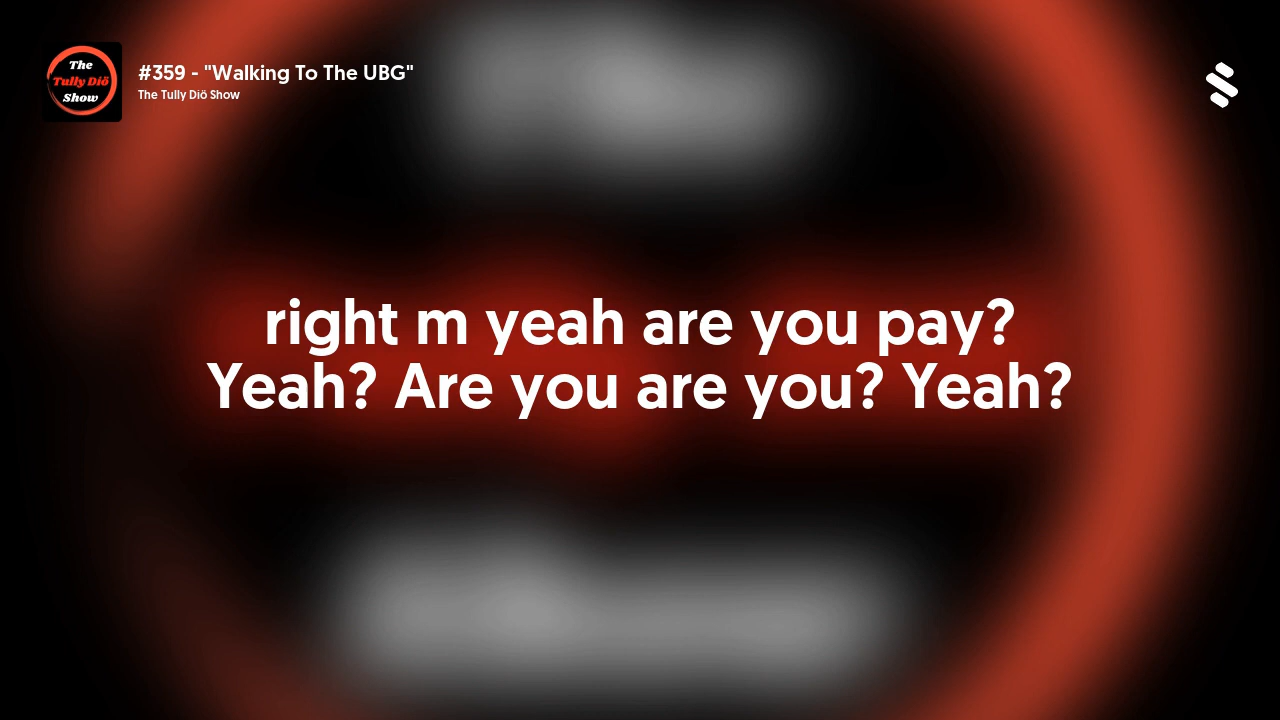 The
Tully Diö
Show
#359 - "Walking To The UBG"
The Tully Diö Show
right m yeah are you pay?
Yeah? Are you are you? Yeah?